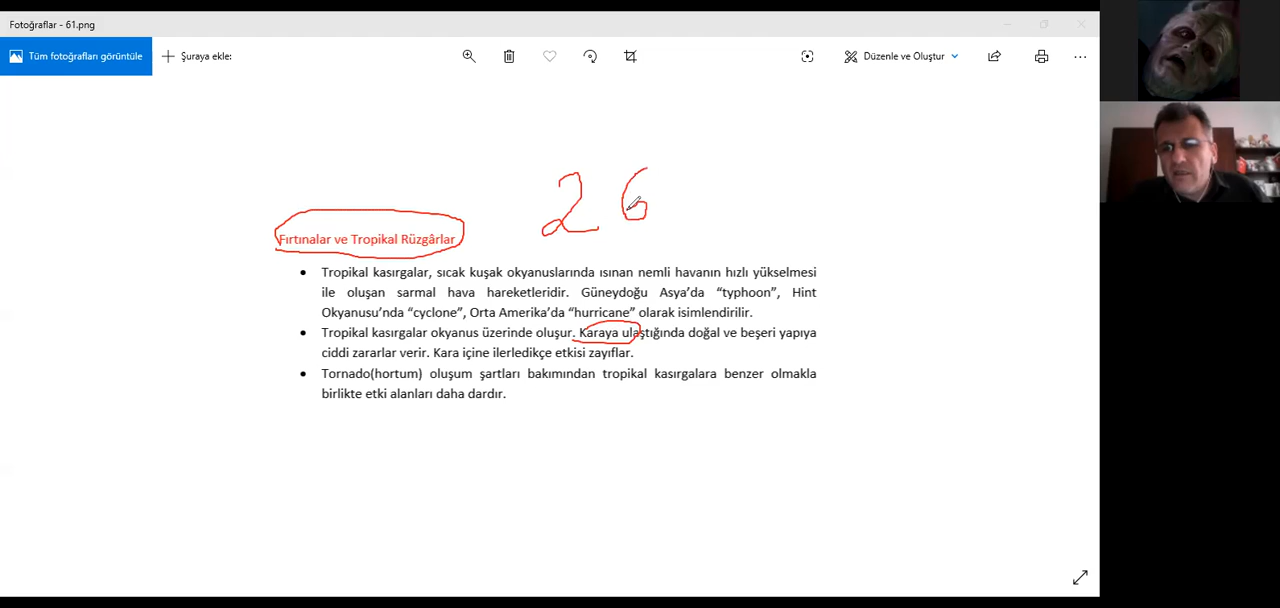 Fotoğraflar - 61.png
Tüm fotoğrafları görüntüle
Şuraya ekle:
Düzenle ve Oluştur
26
Fırtınalar ve Tropikal Rüzgârlar
• Tropikal kasırgalar, sıcak kuşak okyanuslarında ısınan nemli havanın hızlı yükselmesi
ile oluşan sarmal hava hareketleridir. Güneydoğu Asya’da “typhoon”, Hint
Okyanusu’nda “cyclone”, Orta Amerika’da “hurricane” olarak isimlendirilir.
• Tropikal kasırgalar okyanus üzerinde oluşur. Karaya ulaştığında doğal ve beşeri yapıya
ciddi zararlar verir. Kara içine ilerledikçe etkisi zayıflar.
• Tornado(hortum) oluşum şartları bakımından tropikal kasırgalara benzer olmakla
birlikte etki alanları daha dardır.